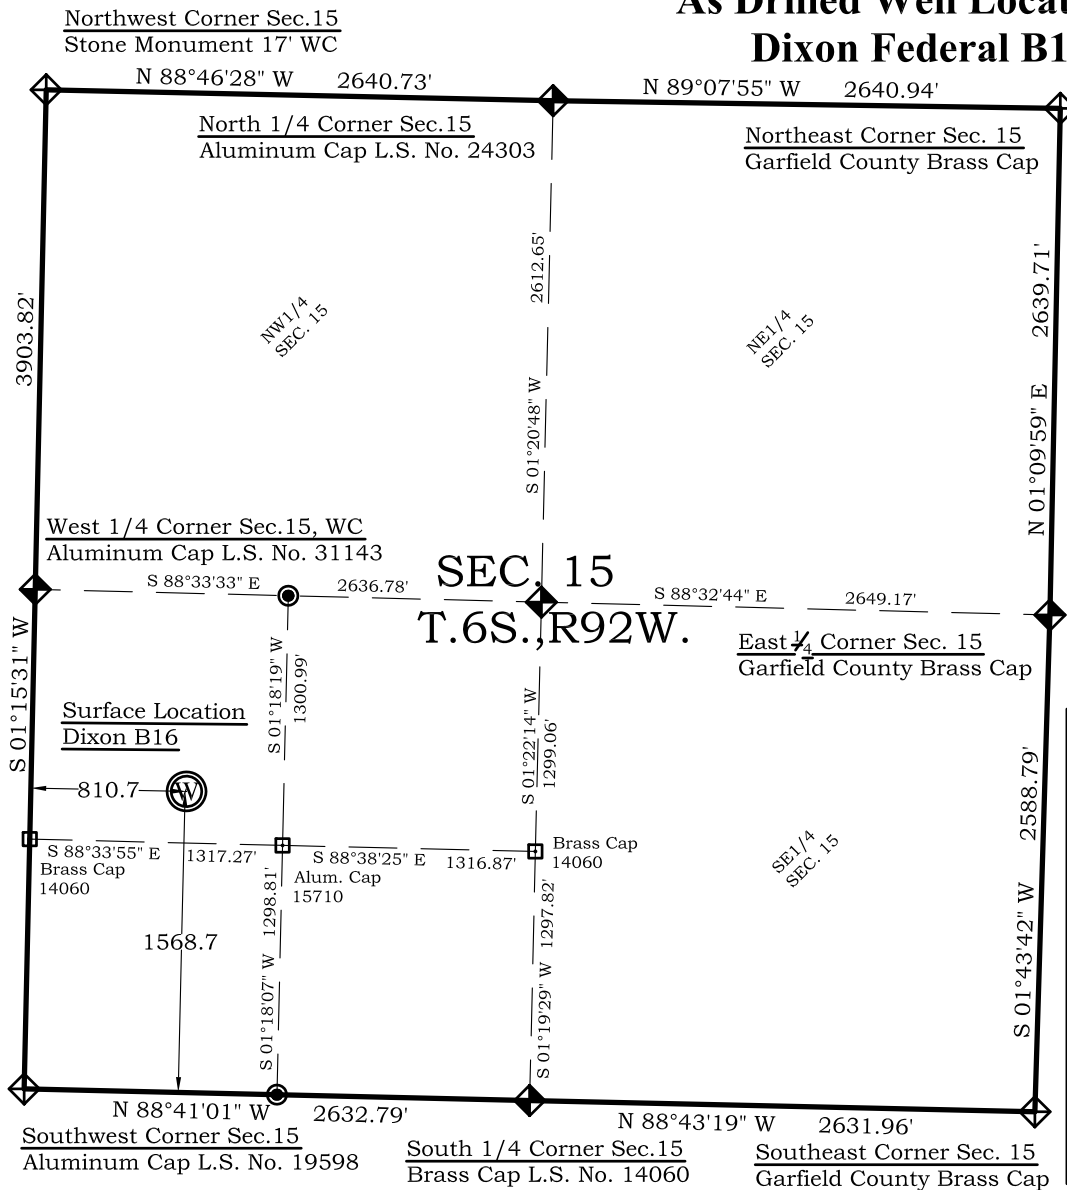 As Drilled Well Locat
Dixon Federal B1
Northwest Corner Sec.15
Stone Monument 17' WC
N 88°46'28" W 2640.73'
N 89°07'55" W 2640.94'
North 1/4 Corner Sec.15
Aluminum Cap L.S. No. 24303
Northeast Corner Sec. 15
Garfield County Brass Cap
3903.82'
S 01°15'31" W
NW1/4
SEC. 15
2612.65'
S 01°20'48" W
NE1/4
SEC. 15
2639.71'
N 01°09'59" E
West 1/4 Corner Sec.15, WC
Aluminum Cap L.S. No. 31143
S 88°33'33" E 2636.78'
SEC. 15
T.6S.,R92W.
S 88°32'44" E 2649.17'
East 1/4 Corner Sec. 15
Garfield County Brass Cap
Surface Location
Dixon B16
W
810.7
1568.7
S 01°18'19" W
1300.99'
S 01°22'14" W
1299.06'
S 88°33'55" E 1317.27'
Brass Cap
14060
S 88°38'25" E 1316.87'
Alum. Cap
15710
Brass Cap
14060
S 01°18'07" W 1298.81'
S 01°19'29" W 1297.82'
SE1/4
SEC. 15
2588.79'
S 01°43'42" W
N 88°41'01" W 2632.79'
N 88°43'19" W 2631.96'
Southwest Corner Sec.15
Aluminum Cap L.S. No. 19598
South 1/4 Corner Sec.15
Brass Cap L.S. No. 14060
Southeast Corner Sec. 15
Garfield County Brass Cap